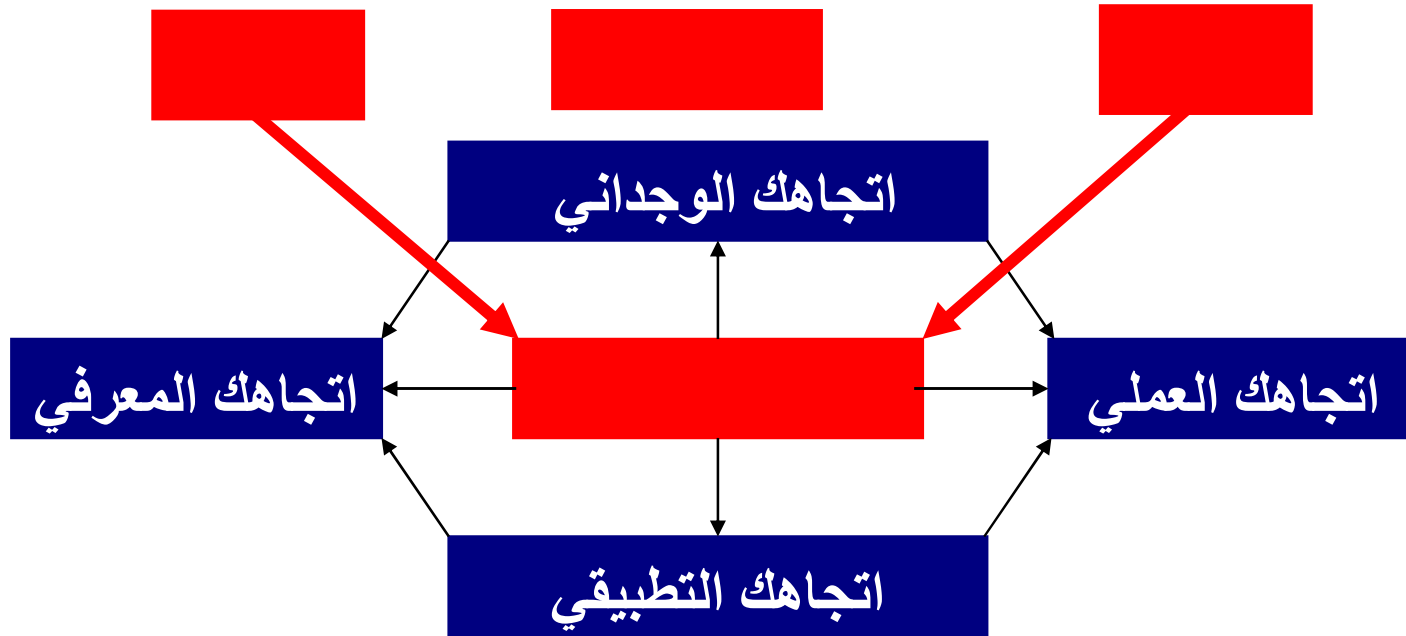 اتجاهك الوجداني
اتجاهك العملي
اتجاهك المعرفي
اتجاهك التطبيقي